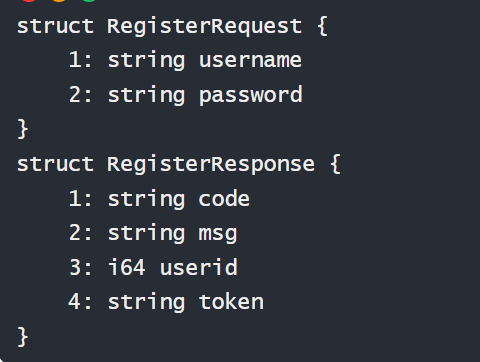 struct RegisterRequest {
    1: string username
    2: string password
}
struct RegisterResponse {
    1: string code
    2: string msg
    3: i64 userid
    4: string token
}